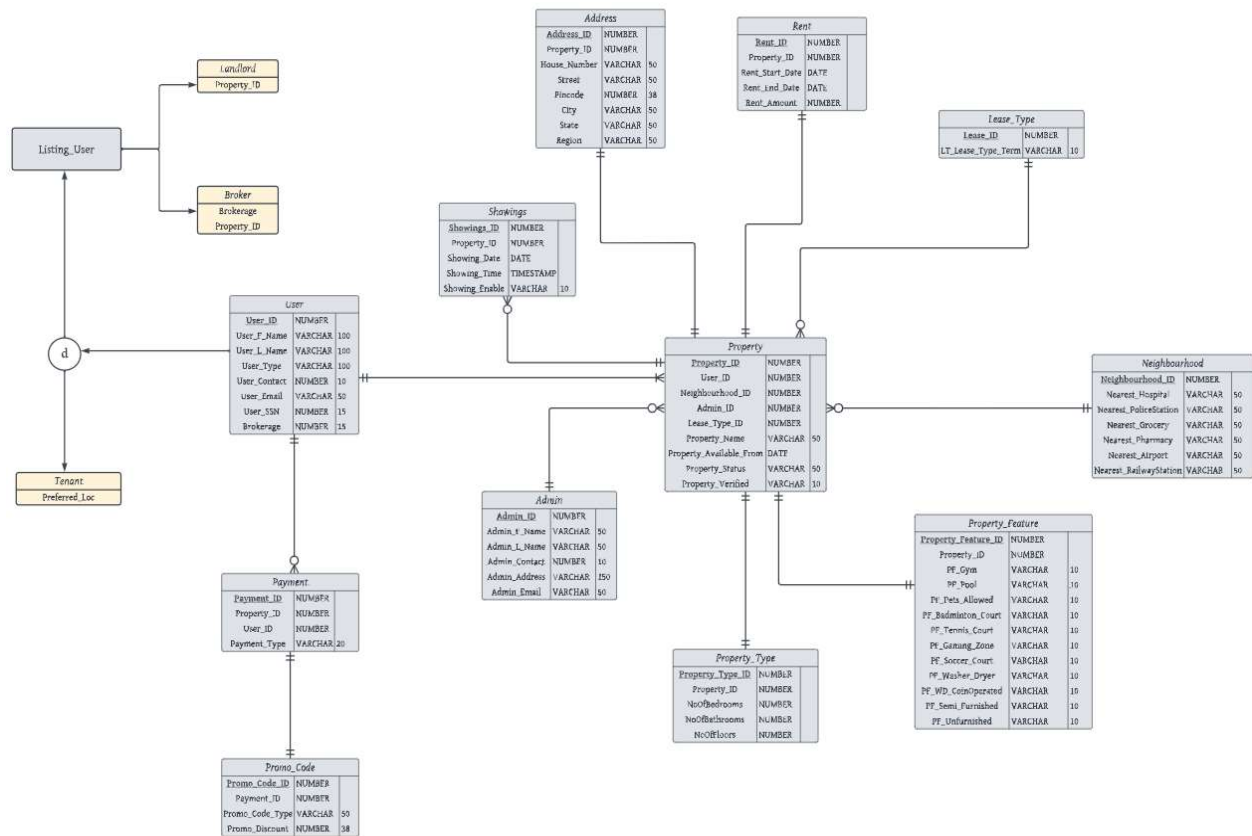 Address
Address_ID NUMBER
Property_ID NUMBER
House_Number VARCHAR 50
Street VARCHAR 50
Pincode NUMBER 38
City VARCHAR 50
State VARCHAR 50
Region VARCHAR 50
Rent
Rent_ID NUMBER
Property_ID NUMBER
Rent_Start_Date DATE
Rent_End_Date DATE
Rent_Amount NUMBER
Landlord
Property_ID
Listing_User
Broker
Brokerage
Property_ID
Lease_Type
Lease_ID NUMBER
LT_Lease_Type_Term VARCHAR 10
Showings
Showings_ID NUMBER
Property_ID NUMBER
Showing_Date DATE
Showing_Time TIMESTAMP
Showing_Enable VARCHAR 10
User
User_ID NUMBER
User_F_Name VARCHAR 100
User_L_Name VARCHAR 100
User_Type VARCHAR 100
User_Contact NUMBER 10
User_Email VARCHAR 50
User_SSN NUMBER 15
Brokerage NUMBER 15
d
Tenant
Preferred_Loc
Property
Property_ID NUMBER
User_ID NUMBER
Neighbourhood_ID NUMBER
Admin_ID NUMBER
Lease_Type_ID NUMBER
Property_Name VARCHAR 50
Property_Available_From DATE
Property_Status VARCHAR 50
Property_Verified VARCHAR 10
Neighbourhood
Neighbourhood_ID NUMBER
Nearest_Hospital VARCHAR 50
Nearest_PoliceStation VARCHAR 50
Nearest_Grocery VARCHAR 50
Nearest_Pharmacy VARCHAR 50
Nearest_Airport VARCHAR 50
Nearest_RailwayStation VARCHAR 50
Admin
Admin_ID NUMBER
Admin_F_Name VARCHAR 50
Admin_L_Name VARCHAR 50
Admin_Contact NUMBER 10
Admin_Address VARCHAR 150
Admin_Email VARCHAR 50
Property_Feature
Property_Feature_ID NUMBER
Property_ID NUMBER
PF_Gym VARCHAR 10
PF_Pool VARCHAR 10
PF_Pets_Allowed VARCHAR 10
PF_Badminton_Court VARCHAR 10
PF_Tennis_Court VARCHAR 10
PF_Gaming_Zone VARCHAR 10
PF_Soccer_Court VARCHAR 10
PF_Washer_Dryer VARCHAR 10
PF_WD_CoinOperated VARCHAR 10
PF_Semi_Furnished VARCHAR 10
PF_Unfurnished VARCHAR 10
Payment
Payment_ID NUMBER
Property_ID NUMBER
User_ID NUMBER
Payment_Type VARCHAR 20
Property_Type
Property_Type_ID NUMBER
Property_ID NUMBER
NoOfBedrooms NUMBER
NoOfBathrooms NUMBER
NoOfFloors NUMBER
Promo_Code
Promo_Code_ID NUMBER
Payment_ID NUMBER
Promo_Code_Type VARCHAR 50
Promo_Discount NUMBER 38